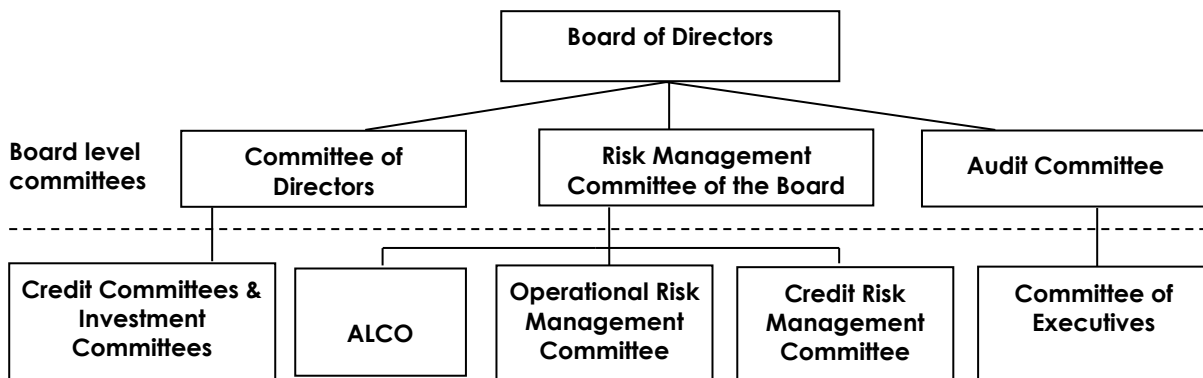 Board of Directors
Board level
committees
Committee of
Directors
Risk Management
Committee of the Board
Audit Committee
Credit Committees &
Investment
Committees
ALCO
Operational Risk
Management
Committee
Credit Risk
Management
Committee
Committee of
Executives